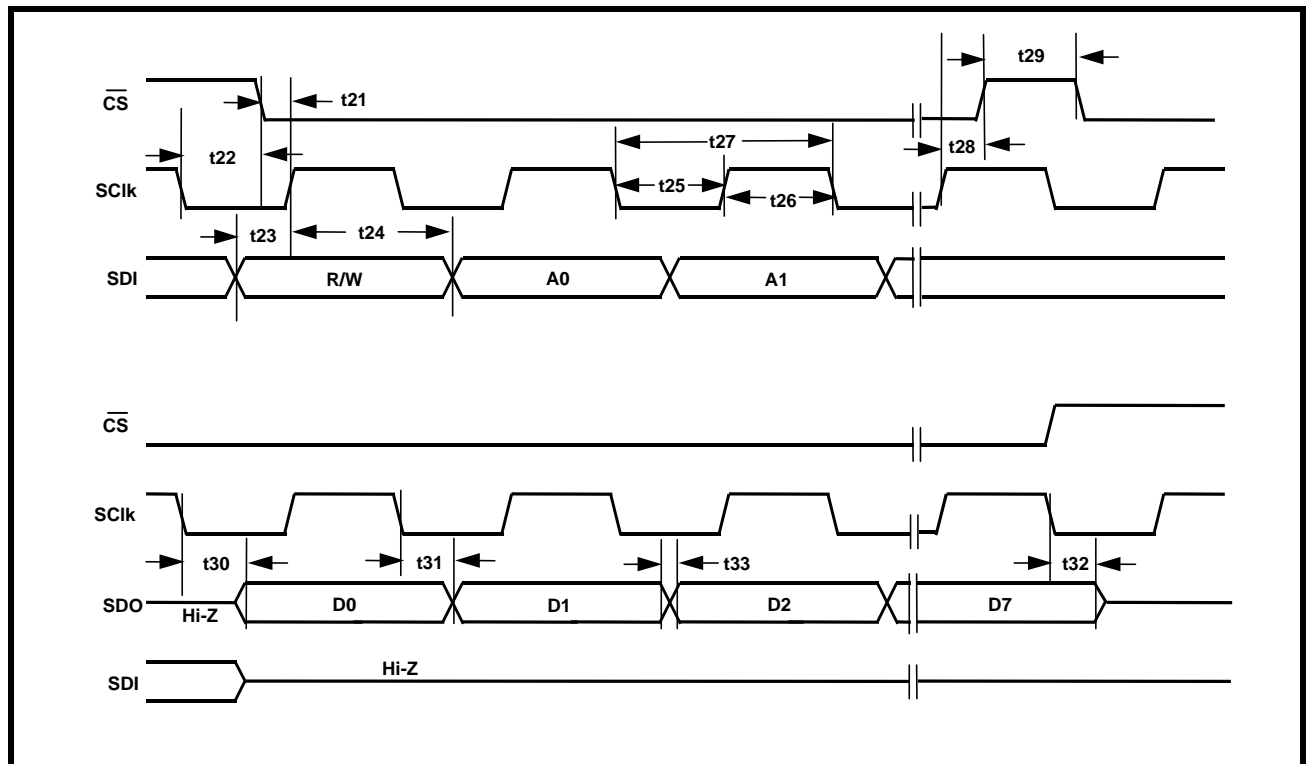 t29
CS
t21
t27
t22
t28
SClk
t25
t26
t23
t24
SDI
R/W
A0
A1
CS
SClk
t30
t31
t33
t32
SDO
Hi-Z
D0
D1
D2
D7
Hi-Z
SDI